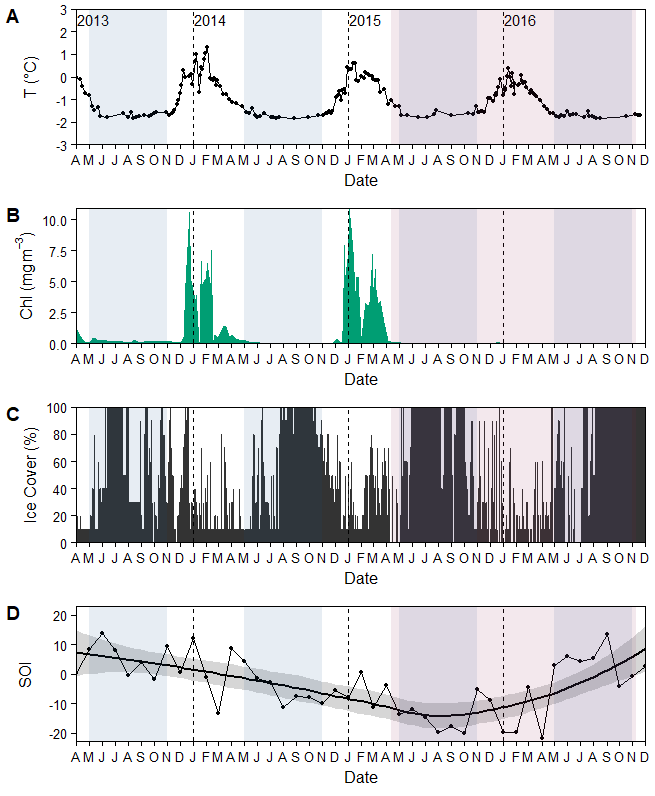 A
3
2013 2014 2015 2016
2
1
0
-1
-2
-3
T (°C)
A M J J A S O N D J F M A M J J A S O N D J F M A M J J A S O N D J F M A M J J A S O N D
Date
B
10.0
7.5
5.0
2.5
0.0
Chl (mgm⁻³)
A M J J A S O N D J F M A M J J A S O N D J F M A M J J A S O N D J F M A M J J A S O N D
Date
C
100
80
60
40
20
0
Ice Cover (%)
A M J J A S O N D J F M A M J J A S O N D J F M A M J J A S O N D J F M A M J J A S O N D
Date
D
20
10
0
-10
-20
SOI
A M J J A S O N D J F M A M J J A S O N D J F M A M J J A S O N D J F M A M J J A S O N D
Date